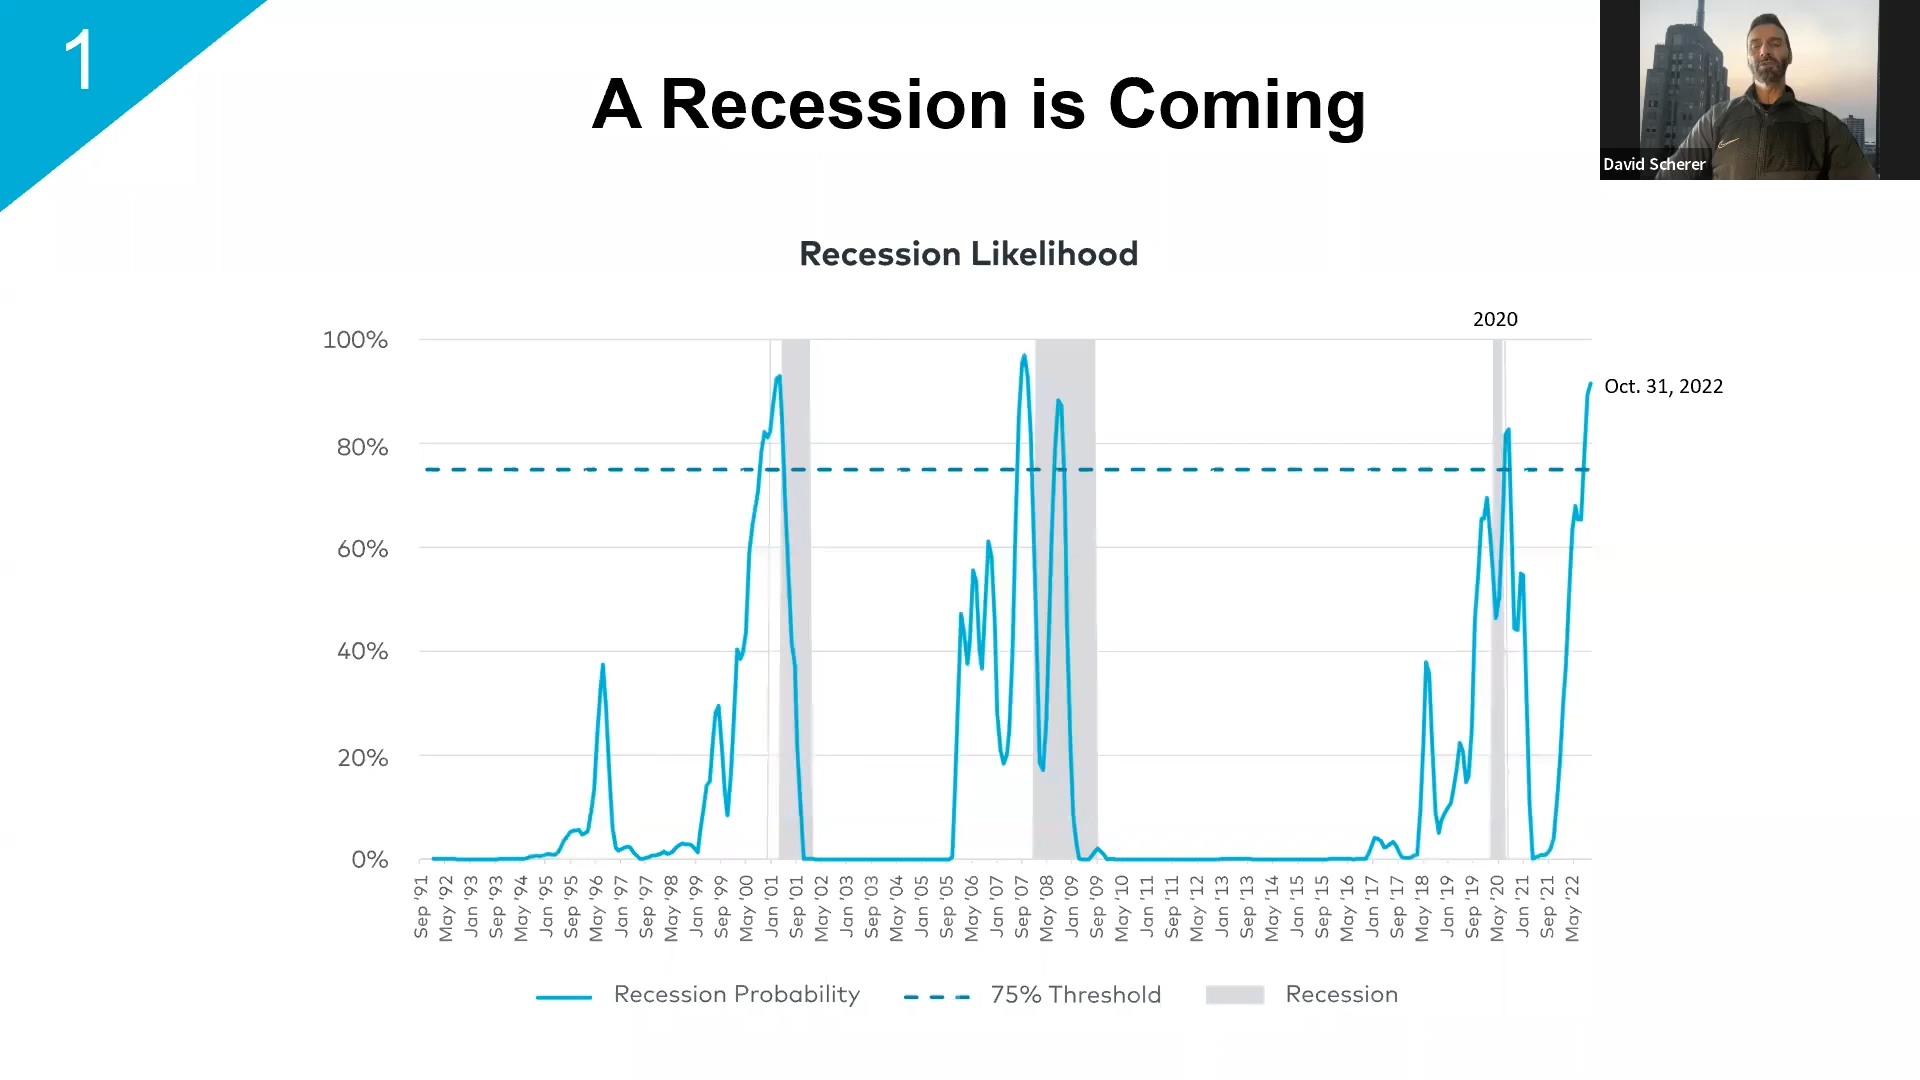 1
A Recession is Coming
David Scherer
Recession Likelihood
2020
100%
Oct. 31, 2022
80%
60%
40%
20%
0%
Sep '91
May '92
Jan '93
Sep '93
May '94
Jan '95
Sep '95
May '96
Jan '97
Sep '97
May '98
Jan '99
Sep '99
May '00
Jan '01
Sep '01
May '02
Jan '03
Sep '03
May '04
Jan '05
Sep '05
May '06
Jan '07
Sep '07
May '08
Jan '09
Sep '09
May '10
Jan '11
Sep '11
May '12
Jan '13
Sep '13
May '14
Jan '15
Sep '15
May '16
Jan '17
Sep '17
May '18
Jan '19
Sep '19
May '20
Jan '21
Sep '21
May '22
Recession Probability
75% Threshold
Recession